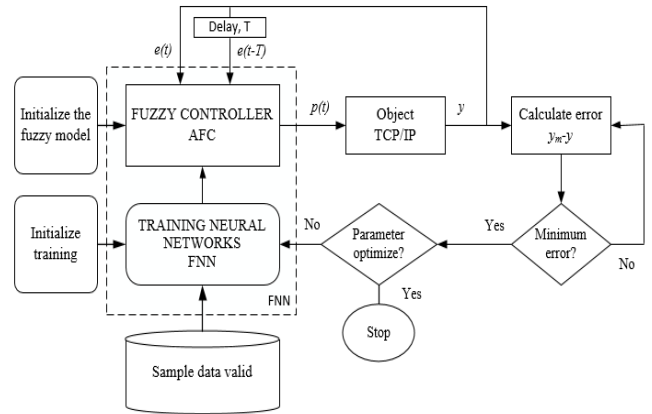 Delay, T
e(t)
e(t-T)
Initialize the
fuzzy model
FUZZY CONTROLLER
AFC
p(t)
Object
TCP/IP
y
Calculate error
ym-y
Initialize
training
TRAINING NEURAL
NETWORKS
FNN
No
Parameter
optimize?
Yes
Minimum
error?
No
FNN
Yes
Stop
Sample data valid